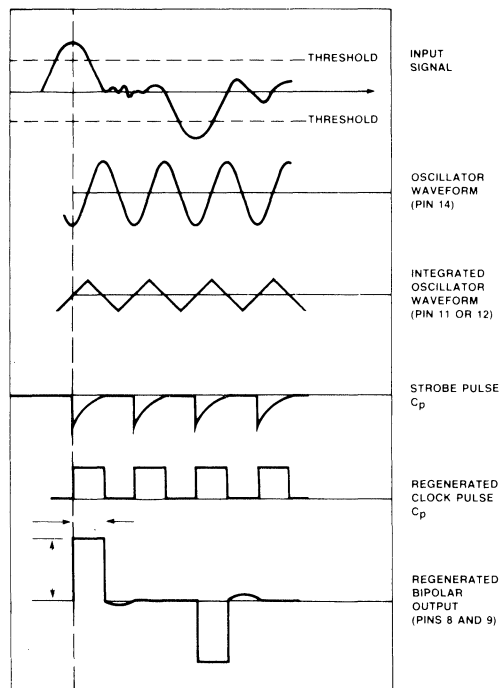 THRESHOLD
INPUT
SIGNAL
THRESHOLD
OSCILLATOR
WAVEFORM
(PIN 14)
INTEGRATED
OSCILLATOR
WAVEFORM
(PIN 11 OR 12)
STROBE PULSE
Cp
REGENERATED
CLOCK PULSE
Cp
REGENERATED
BIPOLAR
OUTPUT
(PINS 8 AND 9)